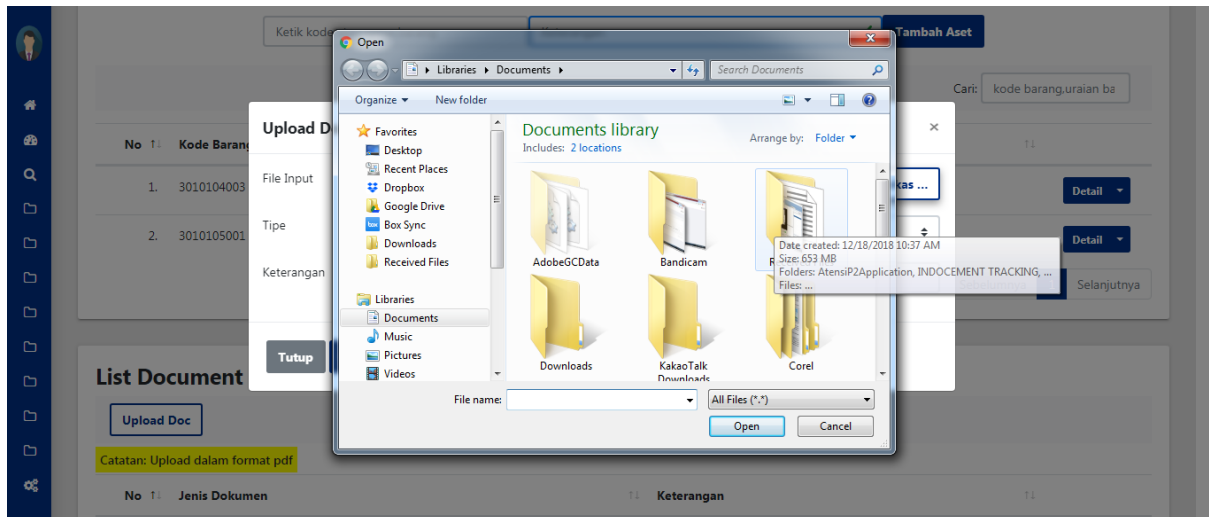 Ketik kode
Tambah Aset
Open
Libraries ▸ Documents ▸
Search Documents
Cari:
kode barang,uraian ba
Organize
New folder
Upload D
Favorites
Documents library
Includes: 2 locations
Arrange by: Folder
No
Kode Barang
Desktop
Recent Places
File Input
Dropbox
kas ...
1. 3010104003
Detail
Google Drive
Box Sync
Tipe
Downloads
2. 3010105001
Detail
Received Files
AdobeGCData
Bandicam
Date created: 12/18/2018 10:37 AM
Size: 653 MB
Folders: AtensiP2Application, INDOCEMENT TRACKING, ...
Files: ...
Keterangan
Selanjutnya
Libraries
Documents
Music
Pictures
Videos
Tutup
Downloads
KakaoTalk
Downloads
Corel
List Document
File name:
All Files (*.*)
Upload Doc
Open
Cancel
Catatan: Upload dalam format pdf
No
Jenis Dokumen
Keterangan